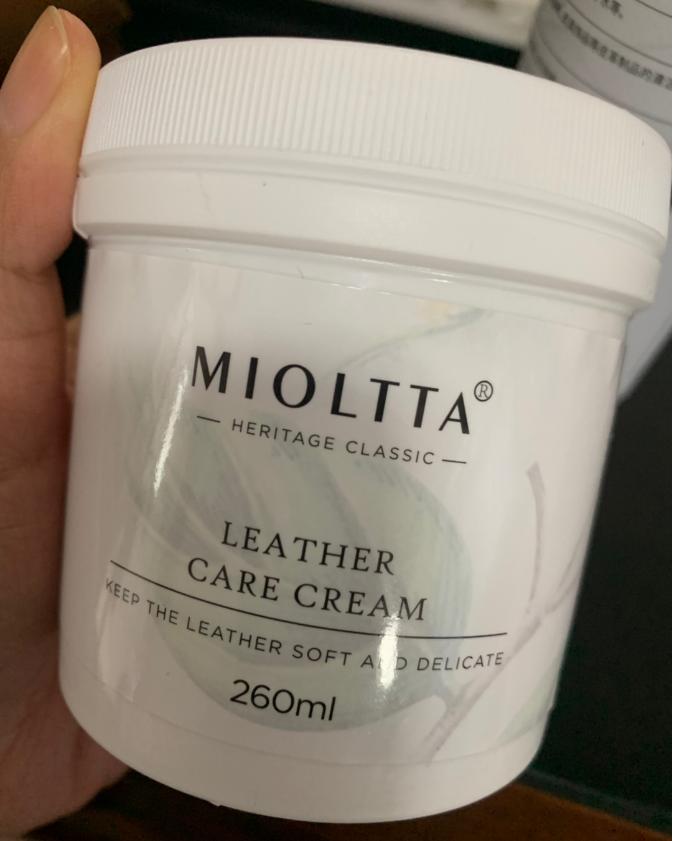 MIOLTTA®
— HERITAGE CLASSIC —
LEATHER
CARE CREAM
KEEP THE LEATHER SOFT AND DELICATE
260ml